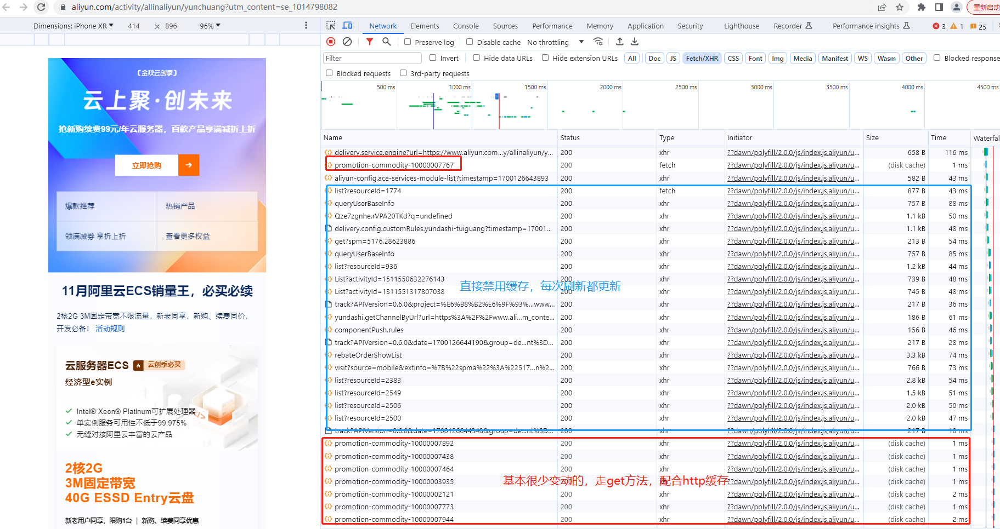 aliyun.com/activity/allinaliyun/yunchuang?utm_content=se_1014798082
重新启动
Dimensions: iPhone XR ▼ 414 × 896 96% ▼
Network Elements Console Sources Performance Memory Application Security Lighthouse Recorder Performance insights 3 1 25
Preserve log Disable cache No throttling ▼
Filter Invert Hide data URLs Hide extension URLs All Doc JS Fetch/XHR CSS Font Img Media Manifest WS Wasm Other Blocked response
Blocked requests 3rd-party requests
500 ms 1000 ms 1500 ms 2000 ms 2500 ms 3000 ms 3500 ms 4000 ms 4500 ms
Name Status Type Initiator Size Time Waterfal
delivery.service.engine?url=https://www.aliyun.com...y/allinaliyun/y... 200 xhr ??dawn/polyfill/2.0.0/js/index.js,aliyun/u... 658 B 116 ms
promotion-commodity-10000007767 200 fetch ??dawn/polyfill/2.0.0/js/index.js,aliyun/u... (disk cache) 1 ms
aliyun-config.ace-services-module-list?timestamp=1700126643893 200 xhr ??dawn/polyfill/2.0.0/js/index.js,aliyun/u... 582 B 43 ms
list?resourceId=1774 200 fetch ??dawn/polyfill/2.0.0/js/index.js,aliyun/u... 877 B 43 ms
queryUserBaseInfo 200 xhr ??dawn/polyfill/2.0.0/js/index.js,aliyun/u... 757 B 88 ms
Qze7zgnhe.rVPA20TKd?q=undefined 200 xhr ??dawn/polyfill/2.0.0/js/index.js,aliyun/u... 1.1 kB 50 ms
delivery.config.customRules.yundashi-tuiguang?timestamp=17001... 200 xhr ??dawn/polyfill/2.0.0/js/index.js,aliyun/u... 1.1 kB 48 ms
get?spm=5176.28623886 200 xhr ??dawn/polyfill/2.0.0/js/index.js,aliyun/u... 213 B 54 ms
queryUserBaseInfo 200 xhr ??dawn/polyfill/2.0.0/js/index.js,aliyun/u... 757 B 85 ms
list?resourceId=936 200 xhr ??dawn/polyfill/2.0.0/js/index.js,aliyun/u... 1.2 kB 44 ms
List?activityId=1511550632276143 200 xhr ??dawn/polyfill/2.0.0/js/index.js,aliyun/u... 739 B 48 ms
直接禁用缓存，每次刷新都更新
List?activityId=1311551317807038 200 xhr ??dawn/polyfill/2.0.0/js/index.js,aliyun/u... 745 B 48 ms
track?APIVersion=0.6.0&project=%E6%B8%B2%E6%9F%93%...www... 200 xhr ??dawn/polyfill/2.0.0/js/index.js,aliyun/u... 217 B 36 ms
yundashi.getChannelByUrl?url=https%3A%2F%2Fwww.ali...m_conte... 200 xhr ??dawn/polyfill/2.0.0/js/index.js,aliyun/u... 186 B 61 ms
componentPush.rules 200 xhr ??dawn/polyfill/2.0.0/js/index.js,aliyun/u... 156 B 46 ms
track?APIVersion=0.6.0&date=1700126644190&group=de...nt%3D... 200 xhr ??dawn/polyfill/2.0.0/js/index.js,aliyun/u... 217 B 28 ms
rebateOrderShowList 200 xhr ??dawn/polyfill/2.0.0/js/index.js,aliyun/u... 3.3 kB 74 ms
visit?source=mobile&extInfo=%7B%22spma%22%3A%22517...n%2... 200 xhr ??dawn/polyfill/2.0.0/js/index.js,aliyun/u... 766 B 73 ms
list?resourceId=2383 200 xhr ??dawn/polyfill/2.0.0/js/index.js,aliyun/u... 2.8 kB 54 ms
list?resourceId=2549 200 xhr ??dawn/polyfill/2.0.0/js/index.js,aliyun/u... 1.5 kB 51 ms
list?resourceId=2506 200 xhr ??dawn/polyfill/2.0.0/js/index.js,aliyun/u... 2.0 kB 50 ms
list?resourceId=2500 200 xhr ??dawn/polyfill/2.0.0/js/index.js,aliyun/u... 2.0 kB 47 ms
track?APIVersion=0.6.0&date=1700126644348&group=de...nt%3D... 200 xhr ??dawn/polyfill/2.0.0/js/index.js,aliyun/u... 217 B 18 ms
promotion-commodity-10000007892 200 xhr ??dawn/polyfill/2.0.0/js/index.js,aliyun/u... (disk cache) 1 ms
promotion-commodity-10000007438 200 xhr ??dawn/polyfill/2.0.0/js/index.js,aliyun/u... (disk cache) 1 ms
promotion-commodity-10000007464 200 xhr ??dawn/polyfill/2.0.0/js/index.js,aliyun/u... (disk cache) 1 ms
promotion-commodity-10000003935 200 xhr ??dawn/polyfill/2.0.0/js/index.js,aliyun/u... (disk cache) 1 ms
基本很少变动的，走get方法，配合http缓存
promotion-commodity-10000002121 200 xhr ??dawn/polyfill/2.0.0/js/index.js,aliyun/u... (disk cache) 2 ms
promotion-commodity-10000007773 200 xhr ??dawn/polyfill/2.0.0/js/index.js,aliyun/u... (disk cache) 1 ms
promotion-commodity-10000007944 200 xhr ??dawn/polyfill/2.0.0/js/index.js,aliyun/u... (disk cache) 2 ms
〔金秋云创季〕
云上聚·创未来
抢新购续费99元/年云服务器，百款产品享满减折上折
立即抢购 →
爆款推荐 热销产品
领满减券 享折上折 查看更多权益
11月阿里云ECS销量王，必买必续
2核2G 3M固定带宽不限流量，新老同享，新购、续费同价，
开发必备！ 活动规则
云服务器ECS 云创季必买
经济型e实例
Intel® Xeon® Platinum可扩展处理器
单实例服务可用性不低于99.975%
无缝对接阿里云丰富的云产品
2核2G
3M固定带宽
40G ESSD Entry云盘
新老用户同享，限购1台 | 新购、续费同享优惠